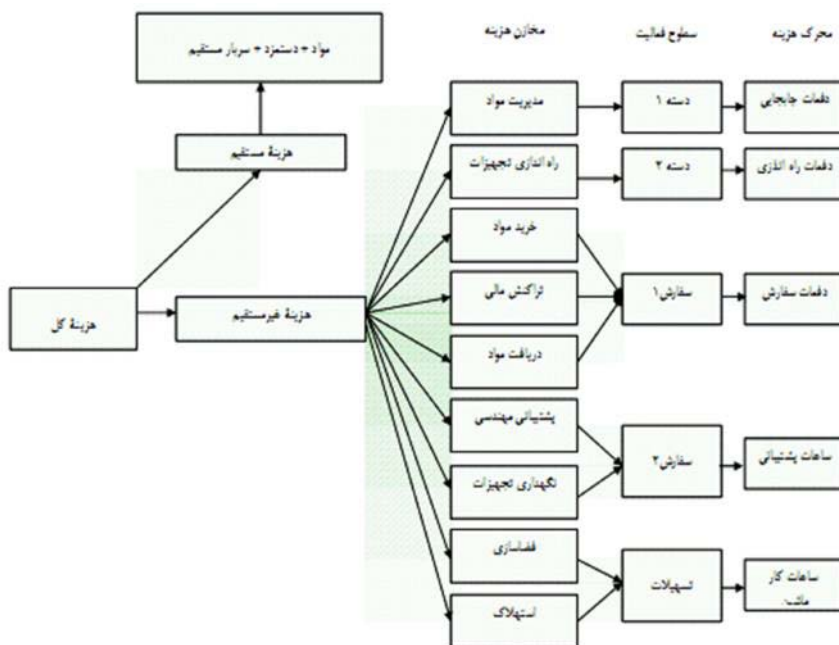 مخازن هزینه
سطوح فعالیت
محرک هزینه
مواد + دستمزد + سربار مستقیم
مدیریت مواد
دسته ۱
دفعات جابجایی
هزینهٔ مستقیم
راه اندازی تجهیزات
دسته ۲
دفعات راه اندازی
خرید مواد
هزینهٔ کل
هزینهٔ غیرمستقیم
تراکنش مالی
سفارش۱
دفعات سفارش
دریافت مواد
پشتیبانی مهندسی
سفارش۲
ساعات پشتیبانی
نگهداری تجهیزات
فضاسازی
تسهیلات
ساعات کار
استهلاک